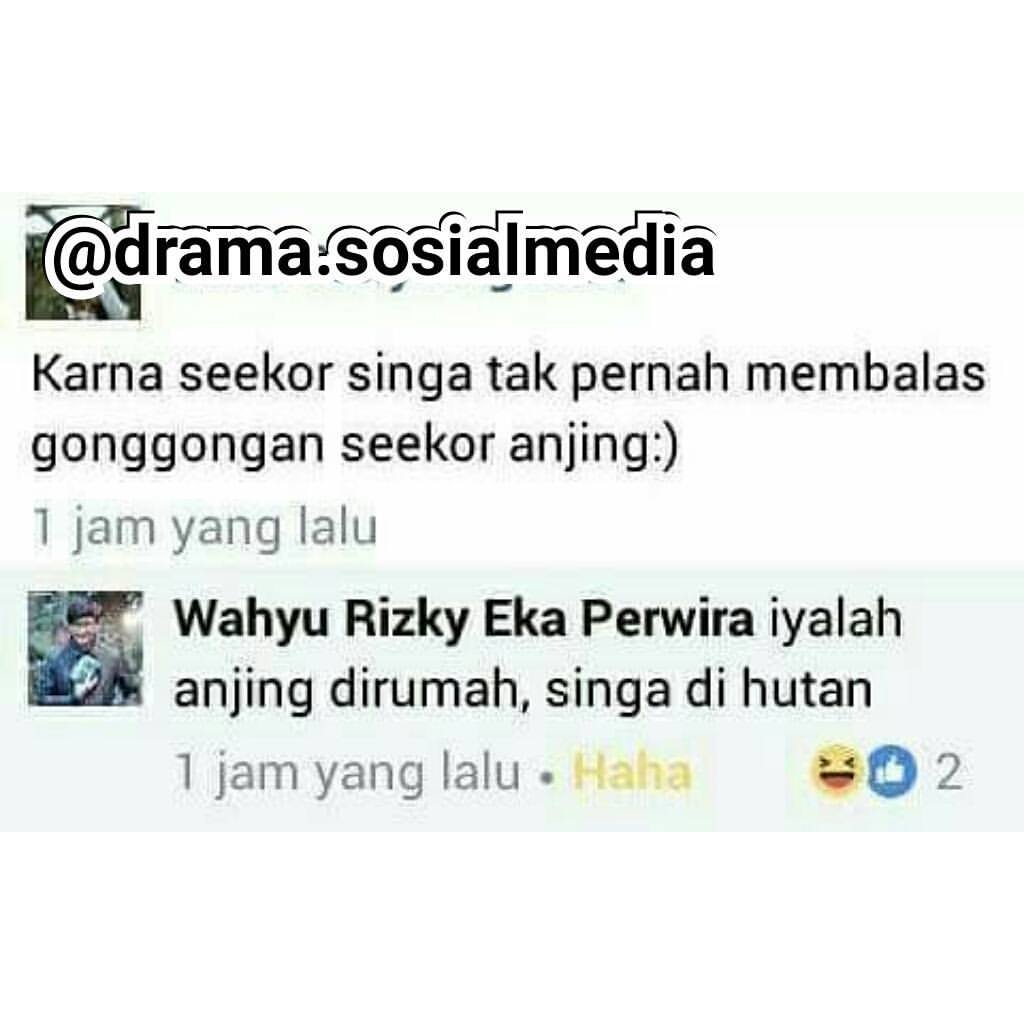 @drama.sosialmedia
Karna seekor singa tak pernah membalas
gonggongan seekor anjing:)
1 jam yang lalu
Wahyu Rizky Eka Perwira iyalah
anjing dirumah, singa di hutan
1 jam yang lalu • Haha 2